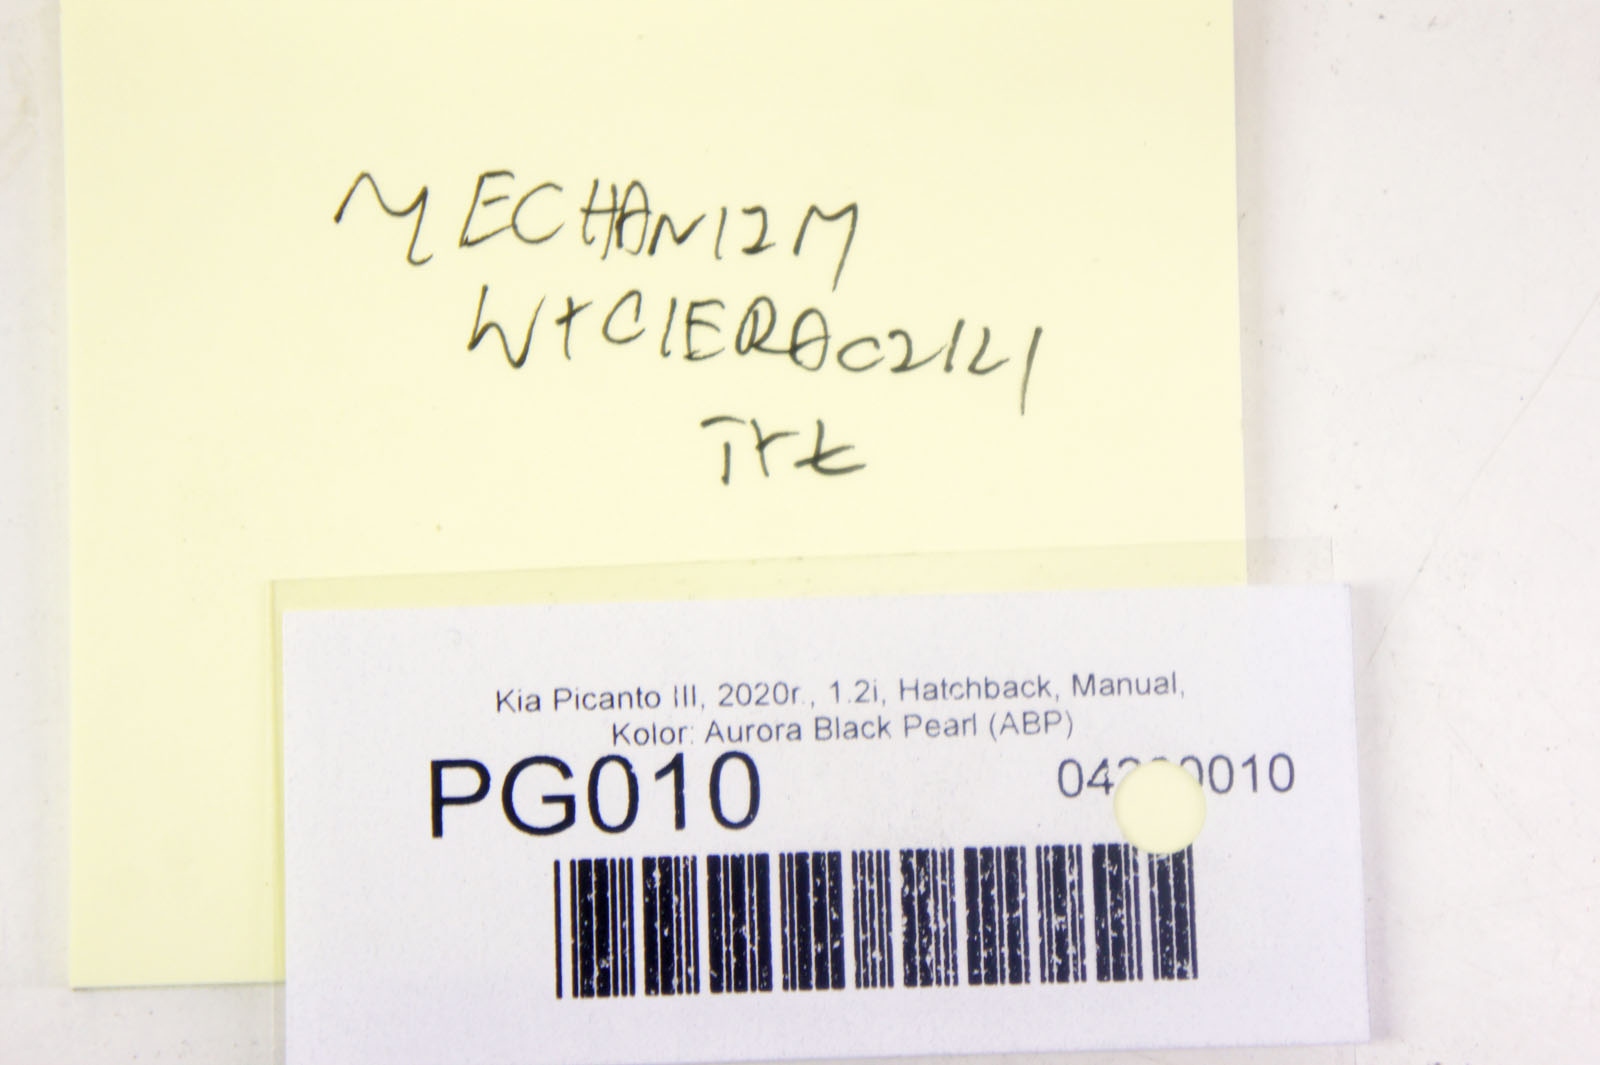 MECHANIZM
WYCIERACZKI
TYŁ
Kia Picanto III, 2020r., 1.2i, Hatchback, Manual,
Kolor: Aurora Black Pearl (ABP)
PG010